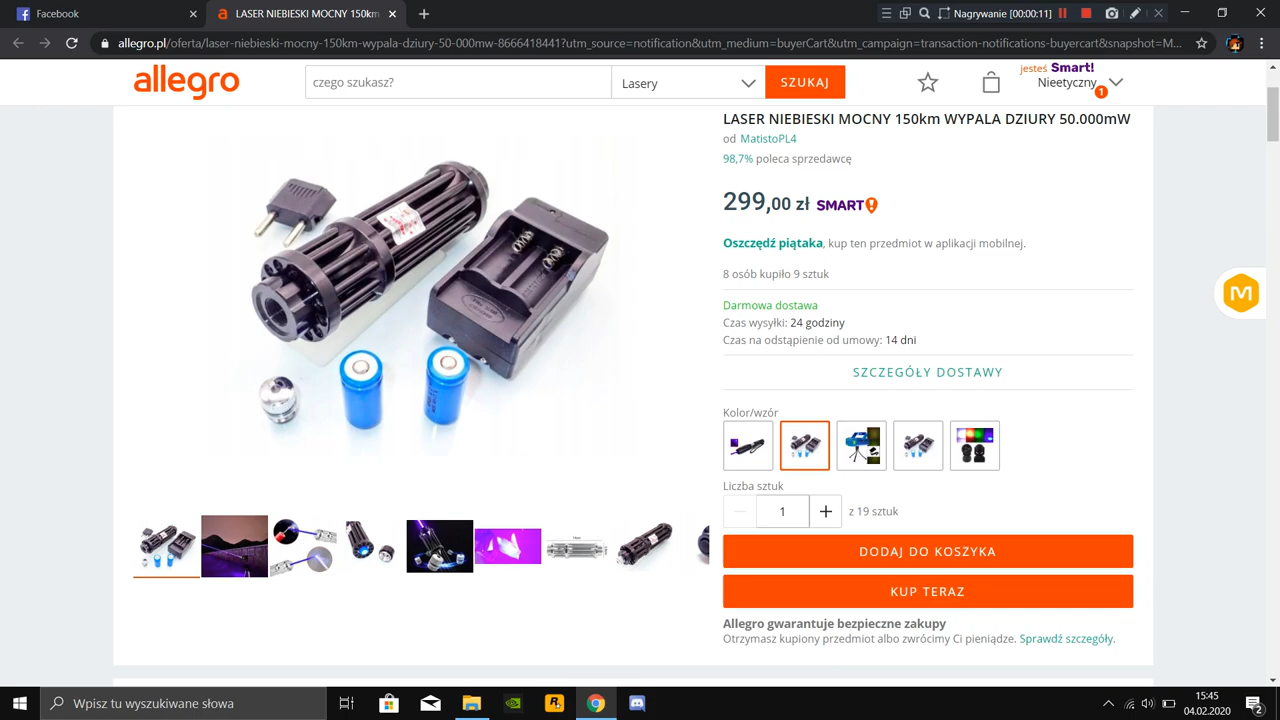 Facebook
LASER NIEBIESKI MOCNY 150km
Nagrywanie [00:00:11]
allegro.pl/oferta/laser-niebieski-mocny-150km-wypala-dziury-50-000mw-8666418441?utm_source=notification&utm_medium=buyerCart&utm_campaign=transaction-notifications-buyercart&snapshot=M...
allegro
czego szukasz?
Lasery
SZUKAJ
jesteś Smart!
Nieetyczny
1
LASER NIEBIESKI MOCNY 150km WYPALA DZIURY 50.000mW
od MatistoPL4
98,7% poleca sprzedawcę
299,00 zł SMART!
Oszczędź piątaka, kup ten przedmiot w aplikacji mobilnej.
8 osób kupiło 9 sztuk
Darmowa dostawa
Czas wysyłki: 24 godziny
Czas na odstąpienie od umowy: 14 dni
SZCZEGÓŁY DOSTAWY
Kolor/wzór
Liczba sztuk
1
z 19 sztuk
DODAJ DO KOSZYKA
KUP TERAZ
Allegro gwarantuje bezpieczne zakupy
Otrzymasz kupiony przedmiot albo zwrócimy Ci pieniądze. Sprawdź szczegóły.
Wpisz tu wyszukiwane słowa
15:45
04.02.2020
2